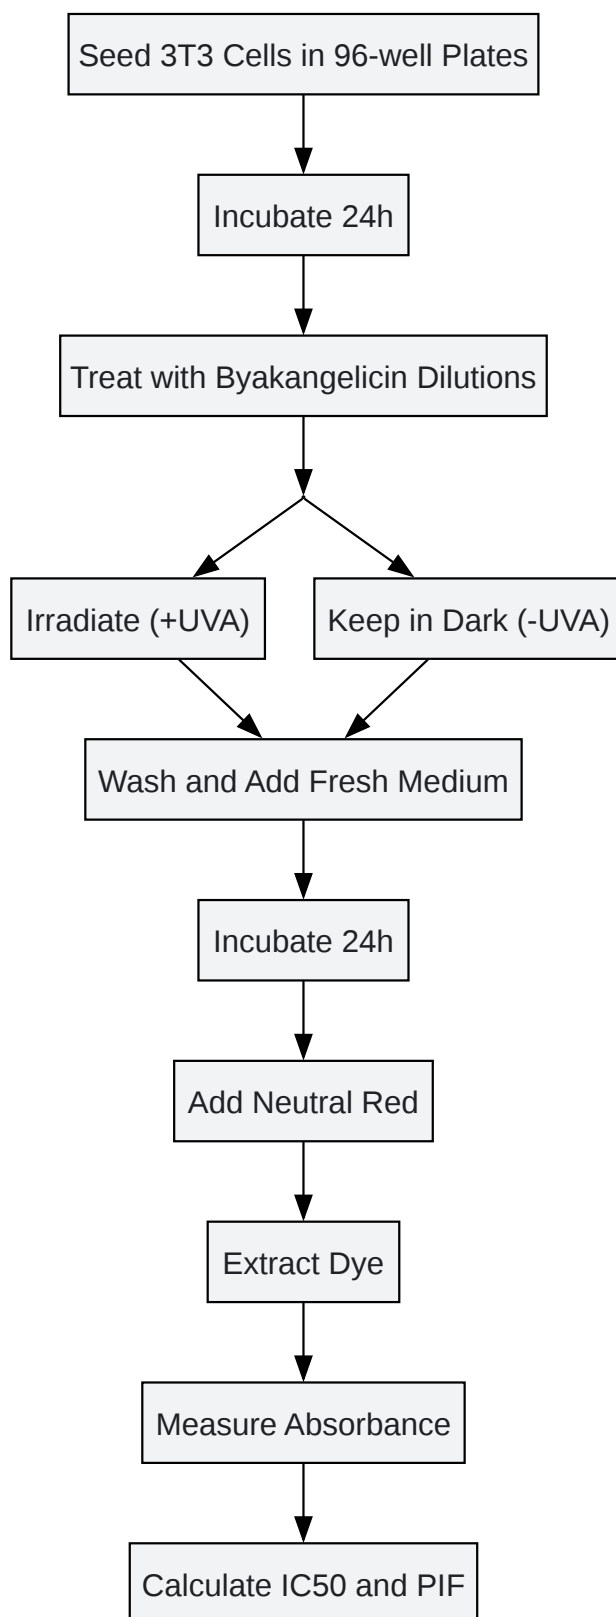 Seed 3T3 Cells in 96-well Plates
Incubate 24h
Treat with Byakangelicin Dilutions
Irradiate (+UVA)
Keep in Dark (-UVA)
Wash and Add Fresh Medium
Incubate 24h
Add Neutral Red
Extract Dye
Measure Absorbance
Calculate IC50 and PIF